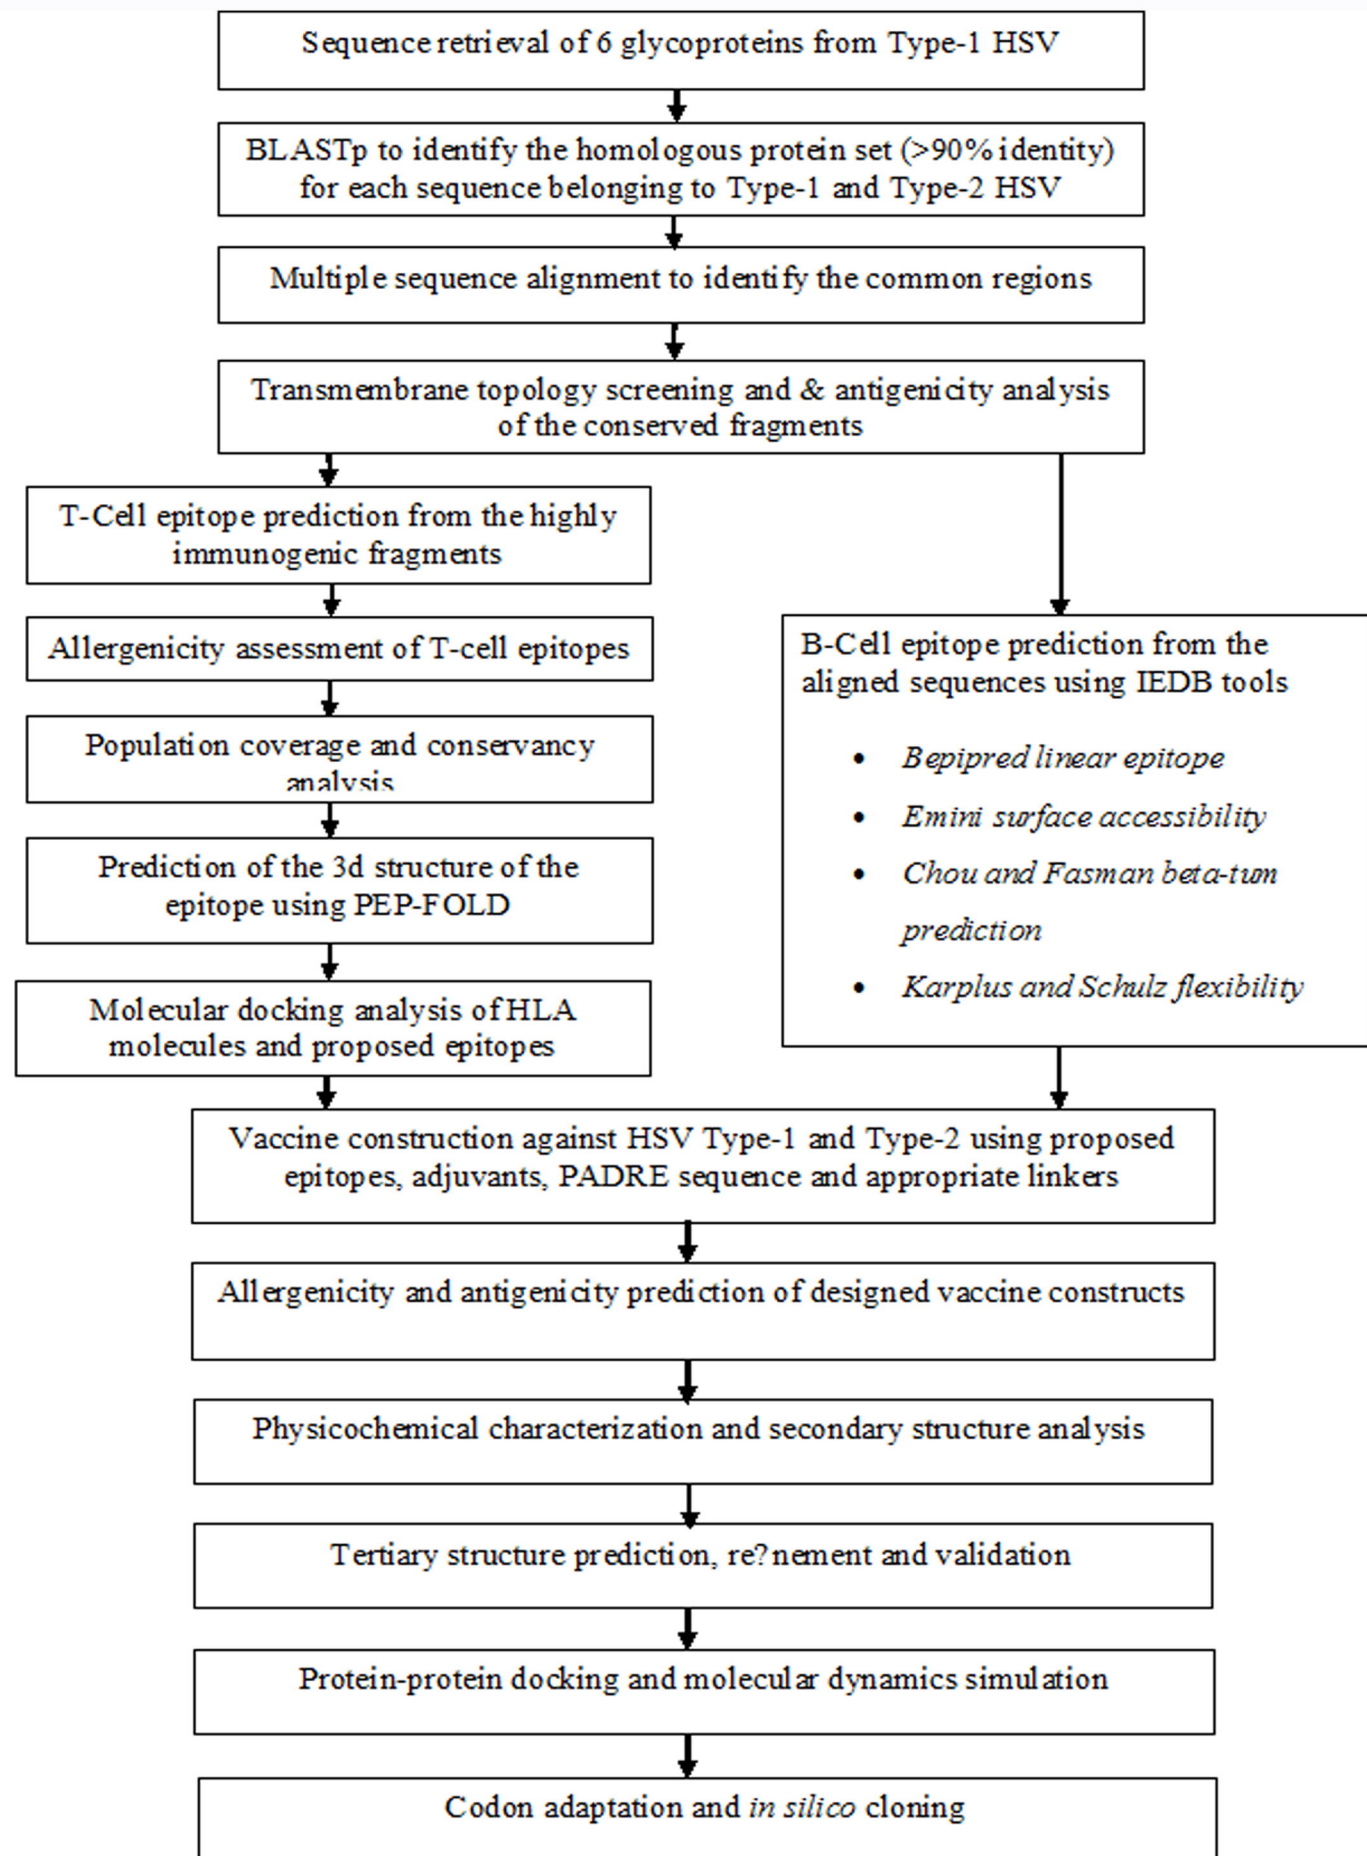 Sequence retrieval of 6 glycoproteins from Type-1 HSV
BLASTp to identify the homologous protein set (>90% identity)
for each sequence belonging to Type-1 and Type-2 HSV
Multiple sequence alignment to identify the common regions
Transmembrane topology screening and & antigenicity analysis
of the conserved fragments
T-Cell epitope prediction from the highly
immunogenic fragments
Allergenicity assessment of T-cell epitopes
Population coverage and conservancy
analysis
Prediction of the 3d structure of the
epitope using PEP-FOLD
Molecular docking analysis of HLA
molecules and proposed epitopes
B-Cell epitope prediction from the
aligned sequences using IEDB tools
• Bepipred linear epitope
• Emini surface accessibility
• Chou and Fasman beta-turn
prediction
• Karplus and Schulz flexibility
Vaccine construction against HSV Type-1 and Type-2 using proposed
epitopes, adjuvants, PADRE sequence and appropriate linkers
Allergenicity and antigenicity prediction of designed vaccine constructs
Physicochemical characterization and secondary structure analysis
Tertiary structure prediction, re?nement and validation
Protein-protein docking and molecular dynamics simulation
Codon adaptation and in silico cloning